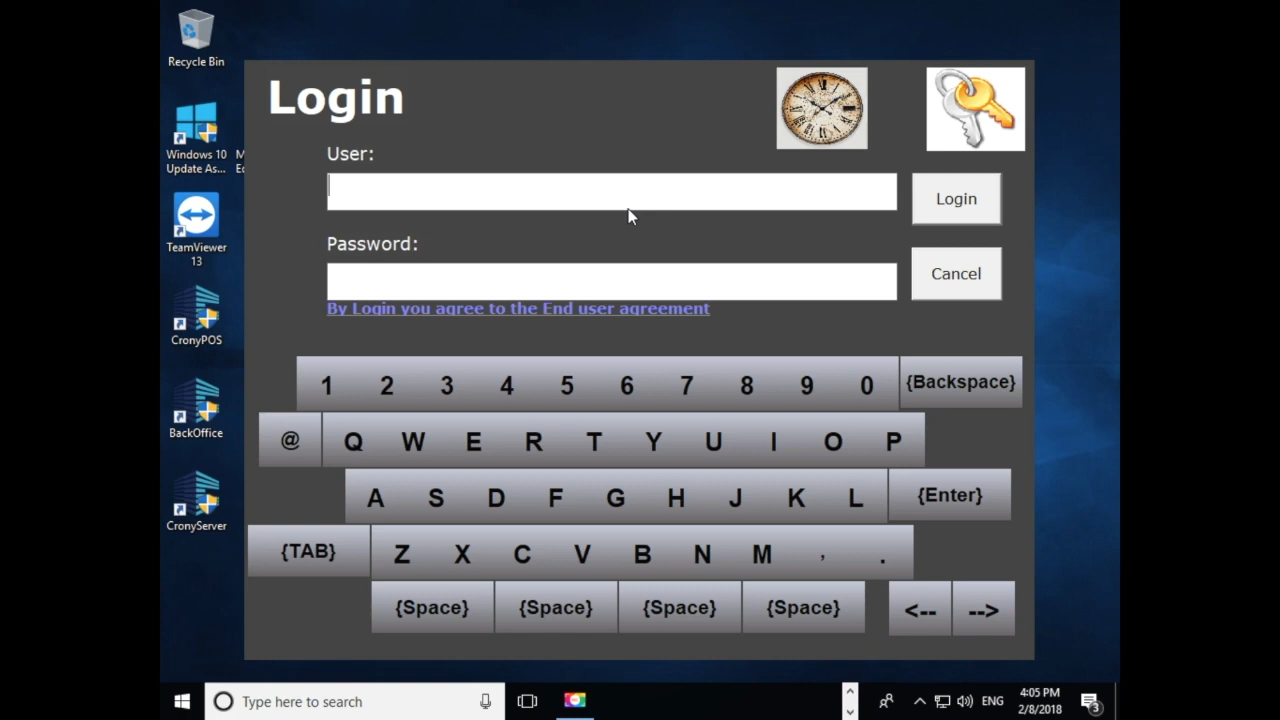 Recycle Bin
Windows 10
Update As...
M
Ec
TeamViewer
13
CronyPOS
BackOffice
CronyServer
Login
User:
Login
Password:
Cancel
By Login you agree to the End user agreement
1 2 3 4 5 6 7 8 9 0 {Backspace}
@ Q W E R T Y U I O P
A S D F G H J K L {Enter}
{TAB} Z X C V B N M , .
{Space} {Space} {Space} {Space} <-- -->
Type here to search
ENG
4:05 PM
2/8/2018
3